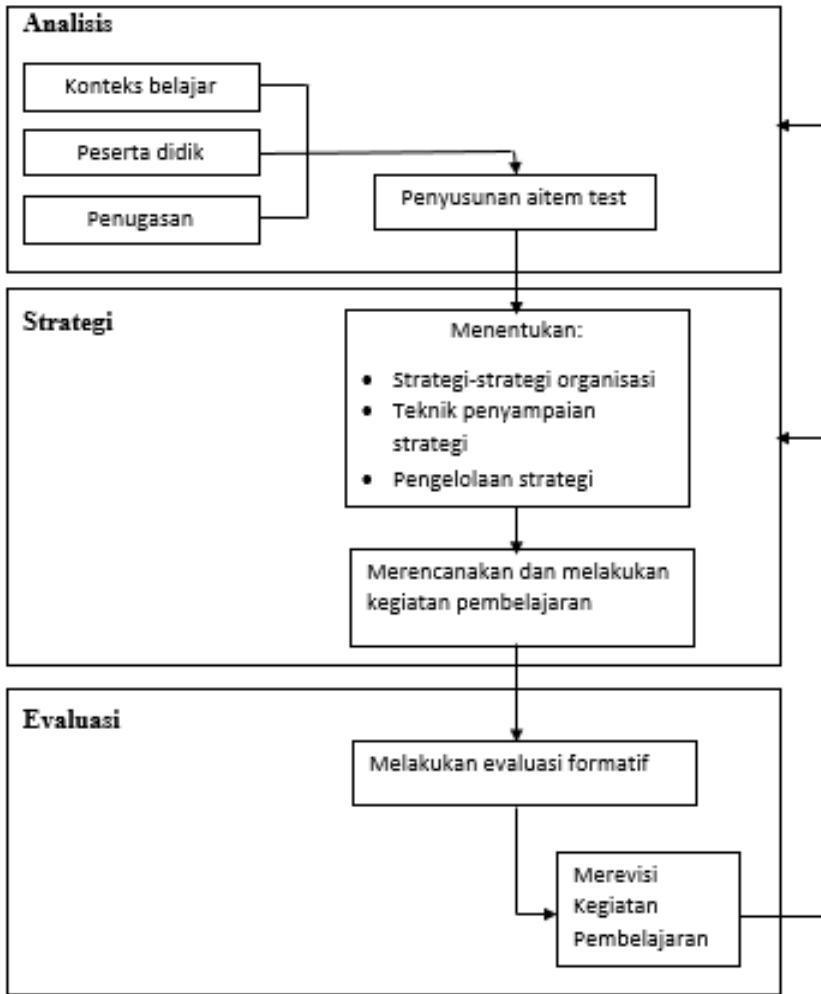 Analisis
Konteks belajar
Peserta didik
Penugasan
Penyusunan aitem test
Strategi
Menentukan:
• Strategi-strategi organisasi
• Teknik penyampaian
strategi
• Pengelolaan strategi
Merencanakan dan melakukan
kegiatan pembelajaran
Evaluasi
Melakukan evaluasi formatif
Merevisi
Kegiatan
Pembelajaran